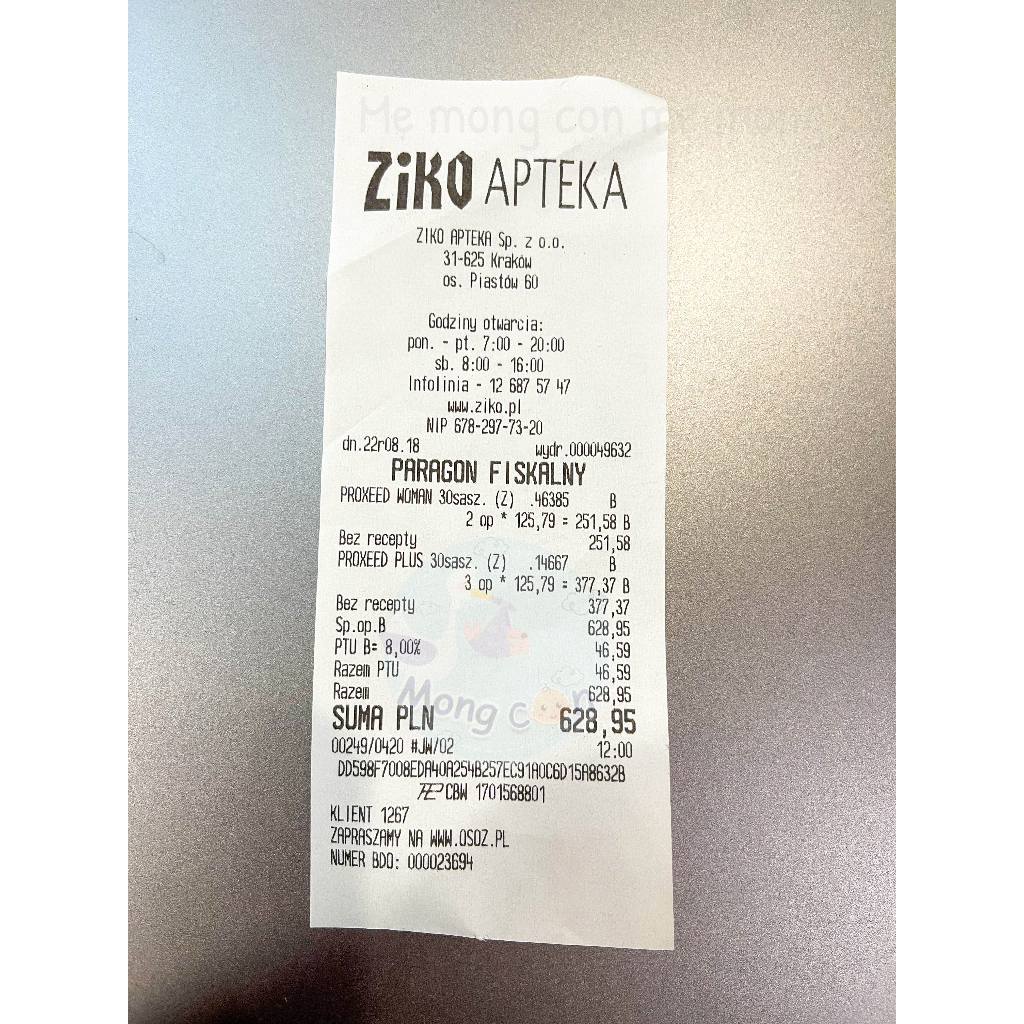 Mẹ mong con mẹ mong
ZiKO APTEKA
ZIKO APTEKA Sp. z o.o.
31-625 Kraków
os. Piastów 60
Godziny otwarcia:
pon. - pt. 7:00 - 20:00
sb. 8:00 - 16:00
Infolinia - 12 687 57 47
www.ziko.pl
NIP 678-297-73-20
dn.22r08.18 wydr.000049632
PARAGON FISKALNY
PROXEED WOMAN 30sasz. (Z) .46385 B
2 op * 125,79 = 251,58 B
Bez recepty 251,58
PROXEED PLUS 30sasz. (Z) .14667 B
3 op * 125,79 = 377,37 B
Bez recepty 377,37
Sp.op.B 628,95
PTU B= 8,00% 46,59
Razem PTU 46,59
Razem 628,95
Mong con
SUMA PLN 628,95
00249/0420 #JW/02 12:00
DD598F7008EDA40A254B257EC91A0C6D15A8632B
CBW 1701568801
KLIENT 1267
ZAPRASZAMY NA WWW.OSOZ.PL
NUMER BDO: 000023694